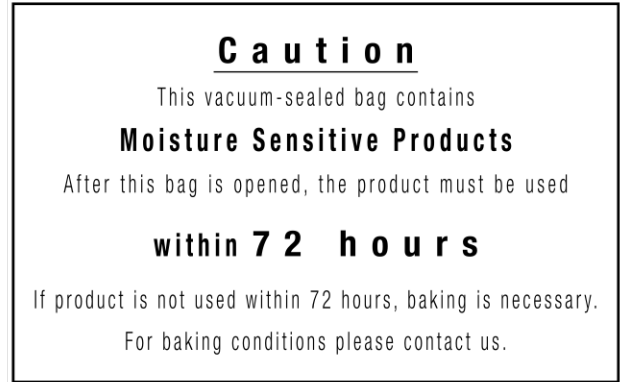 Caution
This vacuum-sealed bag contains
Moisture Sensitive Products
After this bag is opened, the product must be used
within 72 hours
If product is not used within 72 hours, baking is necessary.
For baking conditions please contact us.